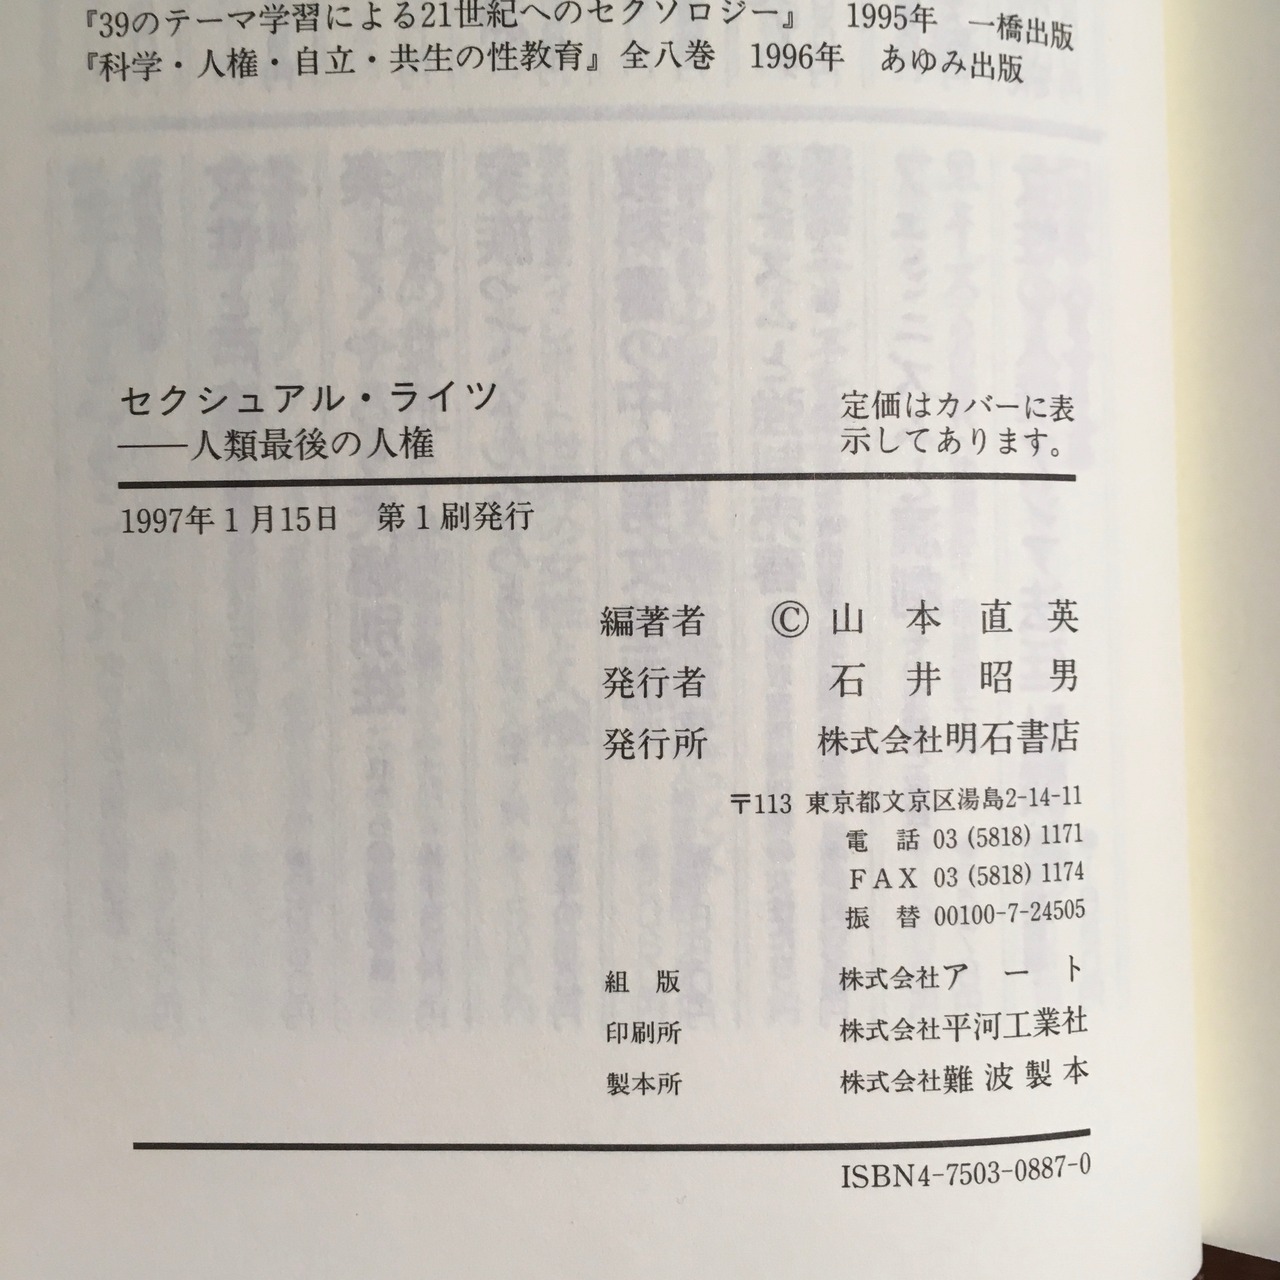 『39のテーマ学習による21世紀へのセクソロジー』　1995年　一橋出版
『科学・人権・自立・共生の性教育』全八巻　1996年　あゆみ出版
セクシュアル・ライツ
――人類最後の人権
定価はカバーに表
示してあります。
1997年1月15日　第1刷発行
編著者　©山本直英
発行者　石井昭男
発行所　株式会社明石書店
〒113 東京都文京区湯島2-14-11
電　話 03 (5818) 1171
FAX 03 (5818) 1174
振　替 00100-7-24505
組　版　株式会社アート
印刷所　株式会社平河工業社
製本所　株式会社難波製本
ISBN4-7503-0887-0